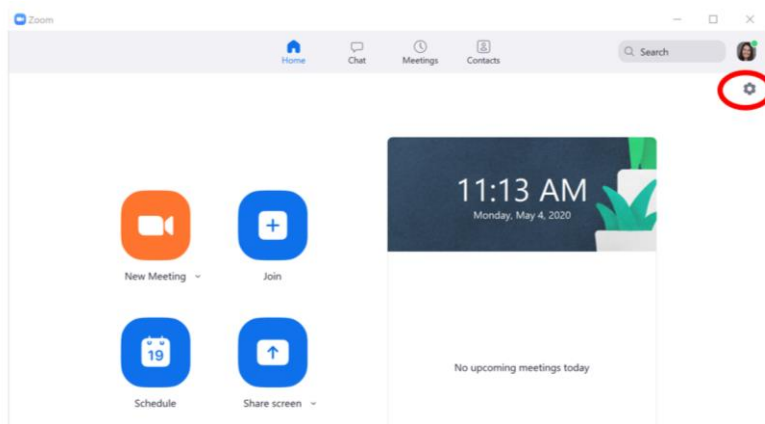 Zoom
Home
Chat
Meetings
Contacts
Search
11:13 AM
Monday, May 4, 2020
New Meeting
Join
19
Schedule
Share screen
No upcoming meetings today